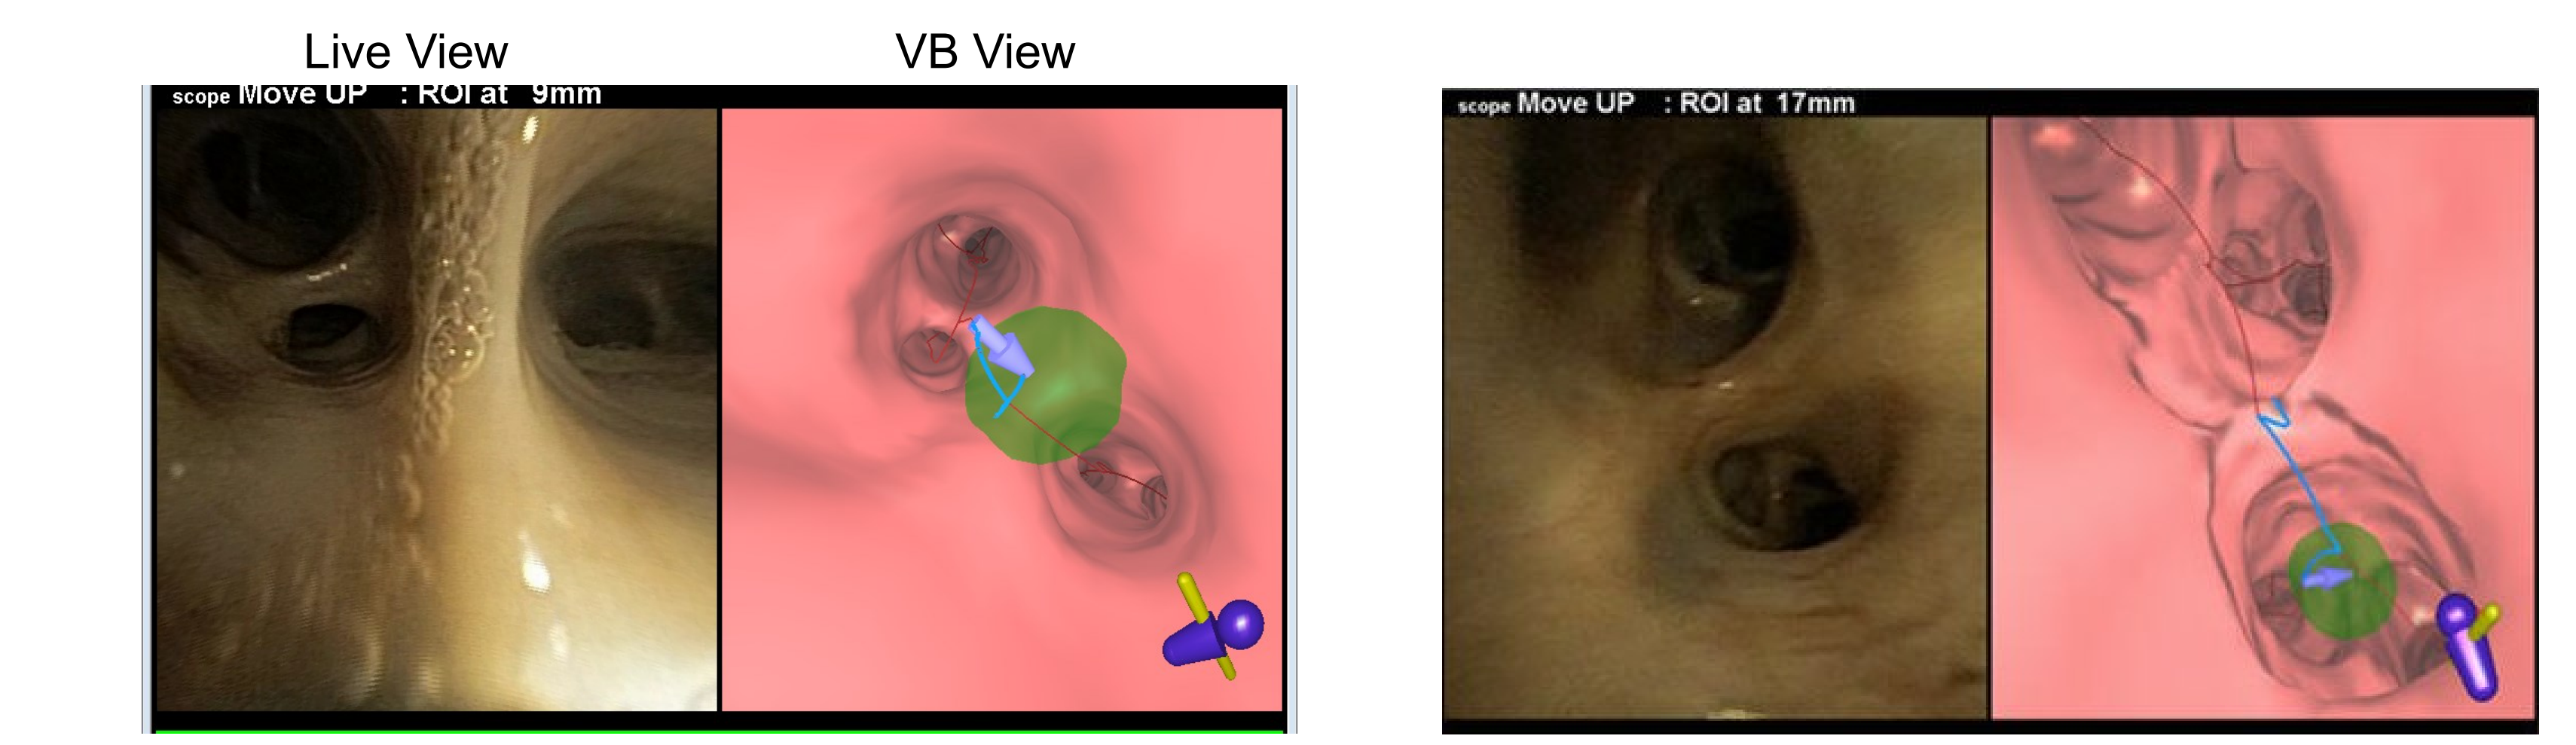 Live View
VB View
scope Move UP : ROI at 9mm
scope Move UP : ROI at 17mm